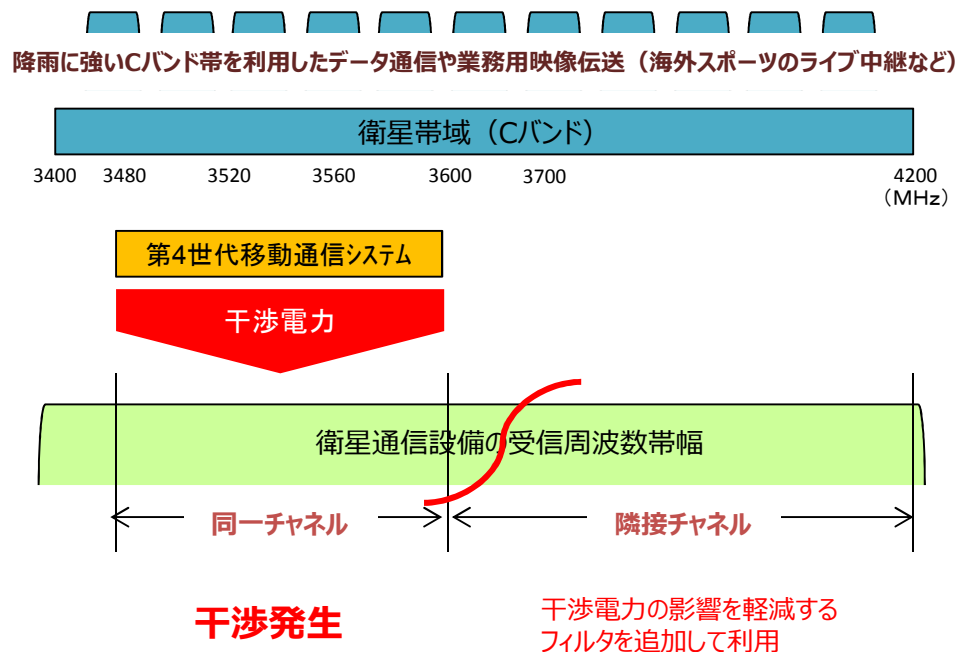 降雨に強いCバンド帯を利用したデータ通信や業務用映像伝送（海外スポーツのライブ中継など）
衛星帯域（Cバンド）
3400 3480 3520 3560 3600 3700 4200
（MHz）
第4世代移動通信システム
干渉電力
衛星通信設備の受信周波数帯幅
同一チャネル 隣接チャネル
干渉発生
干渉電力の影響を軽減する
フィルタを追加して利用